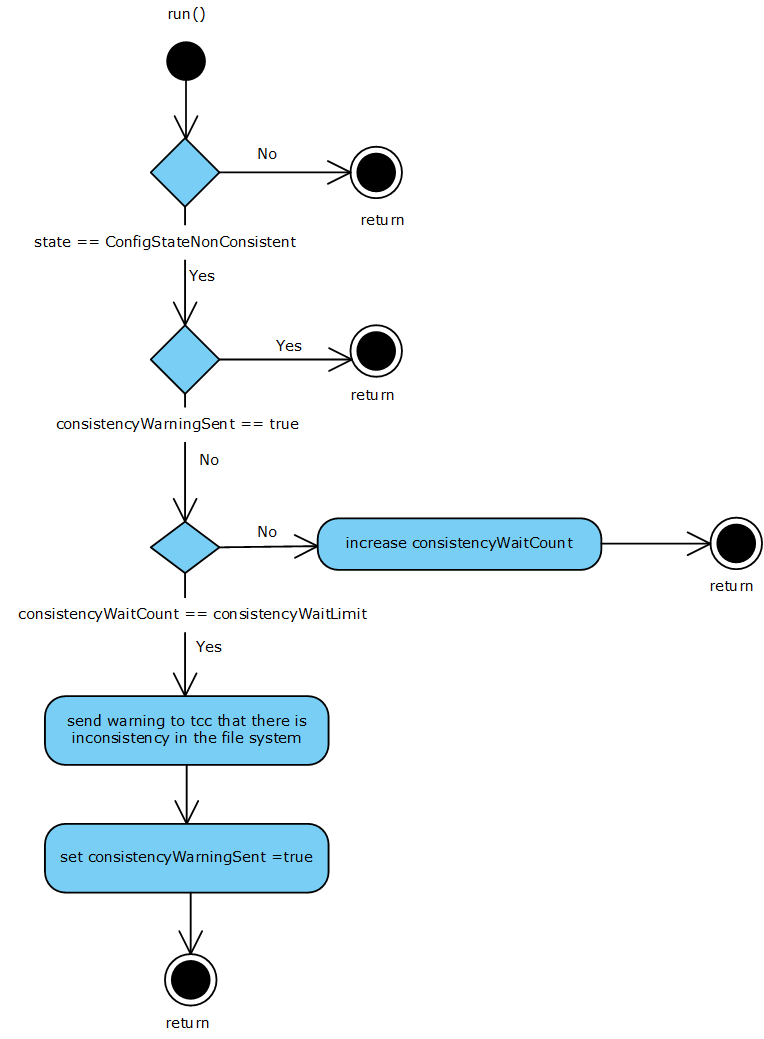 run()
No
return
state == ConfigStateNonConsistent
Yes
Yes
return
consistencyWarningSent == true
No
No
increase consistencyWaitCount
return
consistencyWaitCount == consistencyWaitLimit
Yes
send warning to tcc that there is
inconsistency in the file system
set consistencyWarningSent =true
return